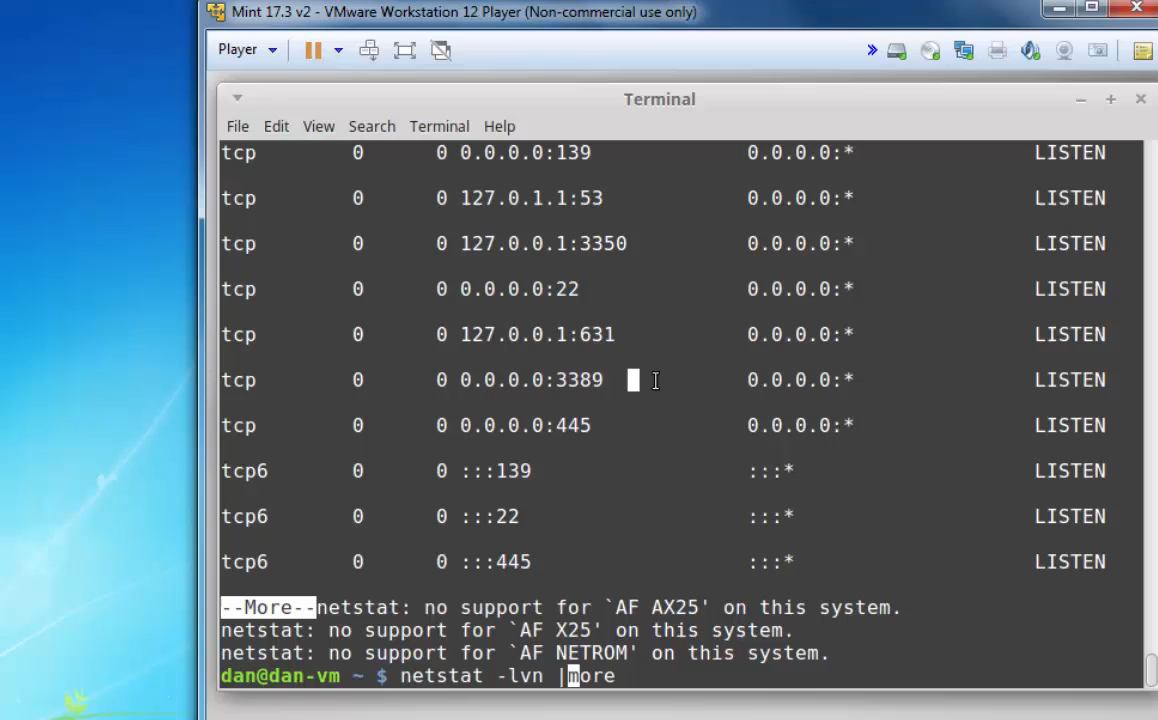 Mint 17.3 v2 - VMware Workstation 12 Player (Non-commercial use only)
Player
Terminal
File Edit View Search Terminal Help
tcp 0 0 0.0.0.0:139 0.0.0.0:* LISTEN
tcp 0 0 127.0.1.1:53 0.0.0.0:* LISTEN
tcp 0 0 127.0.0.1:3350 0.0.0.0:* LISTEN
tcp 0 0 0.0.0.0:22 0.0.0.0:* LISTEN
tcp 0 0 127.0.0.1:631 0.0.0.0:* LISTEN
tcp 0 0 0.0.0.0:3389 0.0.0.0:* LISTEN
tcp 0 0 0.0.0.0:445 0.0.0.0:* LISTEN
tcp6 0 0 :::139 :::* LISTEN
tcp6 0 0 :::22 :::* LISTEN
tcp6 0 0 :::445 :::* LISTEN
--More--netstat: no support for `AF AX25' on this system.
netstat: no support for `AF X25' on this system.
netstat: no support for `AF NETROM' on this system.
dan@dan-vm ~ $ netstat -lvn |more